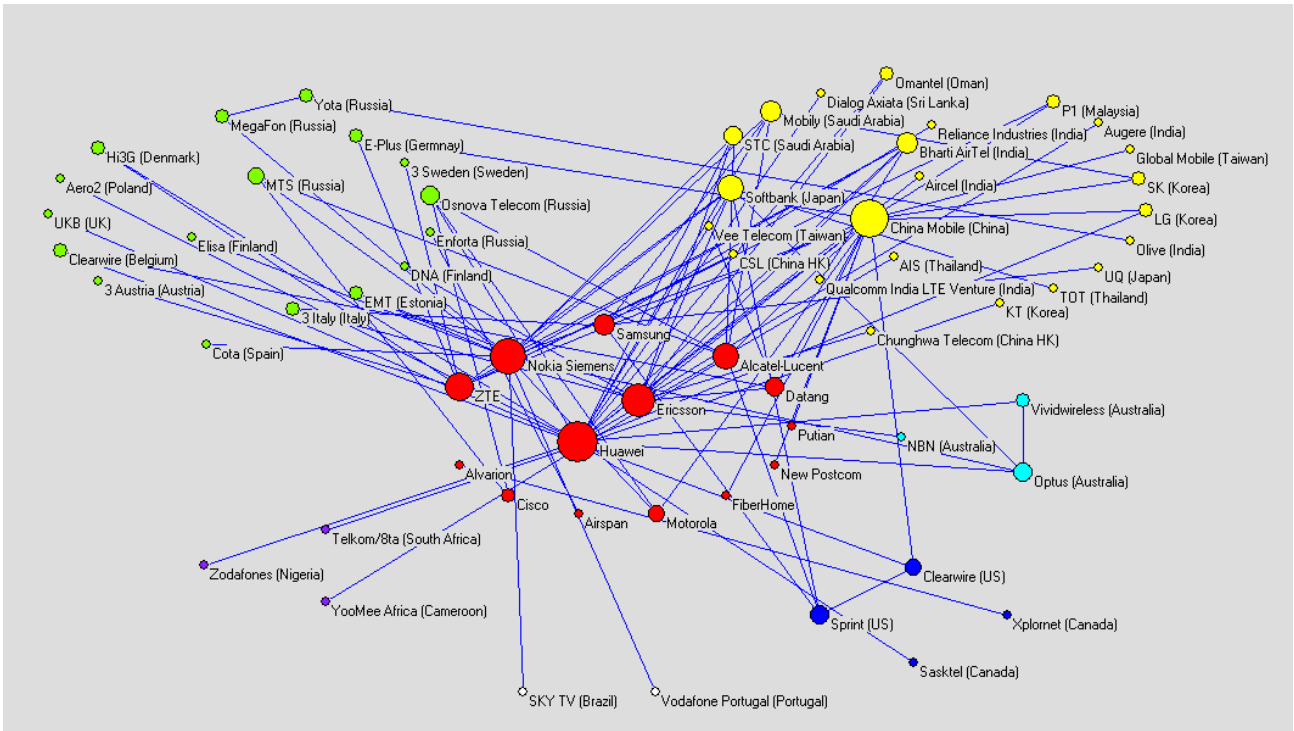 Omantel (Oman)
Yota (Russia)
Dialog Axiata (Sri Lanka)
P1 (Malaysia)
MegaFon (Russia)
Mobily (Saudi Arabia)
Reliance Industries (India)
Augere (India)
E-Plus (Germnay)
STC (Saudi Arabia)
Bharti AirTel (India)
Hi3G (Denmark)
Global Mobile (Taiwan)
3 Sweden (Sweden)
MTS (Russia)
Aero2 (Poland)
Aircel (India)
SK (Korea)
Osnova Telecom (Russia)
Softbank (Japan)
UKB (UK)
LG (Korea)
Vee Telecom (Taiwan)
China Mobile (China)
Enforta (Russia)
Elisa (Finland)
Olive (India)
Clearwire (Belgium)
CSL (China HK)
AIS (Thailand)
DNA (Finland)
UQ (Japan)
3 Austria (Austria)
Qualcomm India LTE Venture (India)
TOT (Thailand)
EMT (Estonia)
KT (Korea)
3 Italy (Italy)
Samsung
Chunghwa Telecom (China HK)
Cota (Spain)
Nokia Siemens
Alcatel-Lucent
ZTE
Datang
Ericsson
Vividwireless (Australia)
Putian
NBN (Australia)
Huawei
Alvarion
New Postcom
Optus (Australia)
Cisco
FiberHome
Airspan
Motorola
Telkom/8ta (South Africa)
Zodafones (Nigeria)
Clearwire (US)
YooMee Africa (Cameroon)
Sprint (US)
Xplornet (Canada)
Sasktel (Canada)
SKY TV (Brazil)
Vodafone Portugal (Portugal)